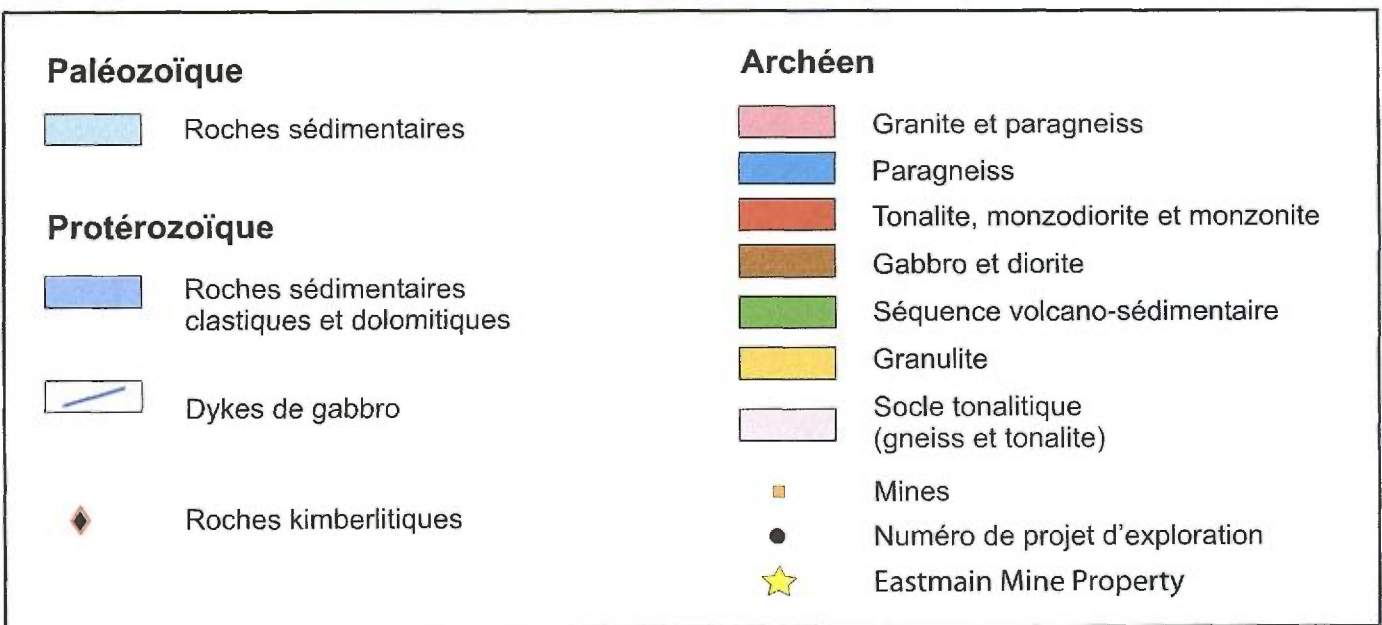 Paléozoïque
Roches sédimentaires
Protérozoïque
Roches sédimentaires
clastiques et dolomitiques
Dykes de gabbro
Roches kimberlitiques
Archéen
Granite et paragneiss
Paragneiss
Tonalite, monzodiorite et monzonite
Gabbro et diorite
Séquence volcano-sédimentaire
Granulite
Socle tonalitique
(gneiss et tonalite)
Mines
Numéro de projet d'exploration
Eastmain Mine Property